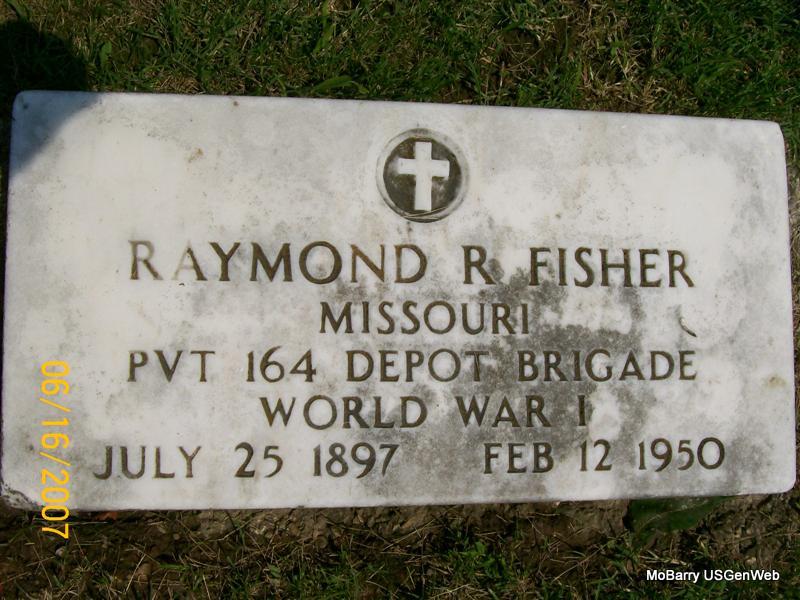 RAYMOND R FISHER
MISSOURI
PVT 164 DEPOT BRIGADE
WORLD WAR I
JULY 25 1897 FEB 12 1950
06/16/2007
MoBarry USGenWeb